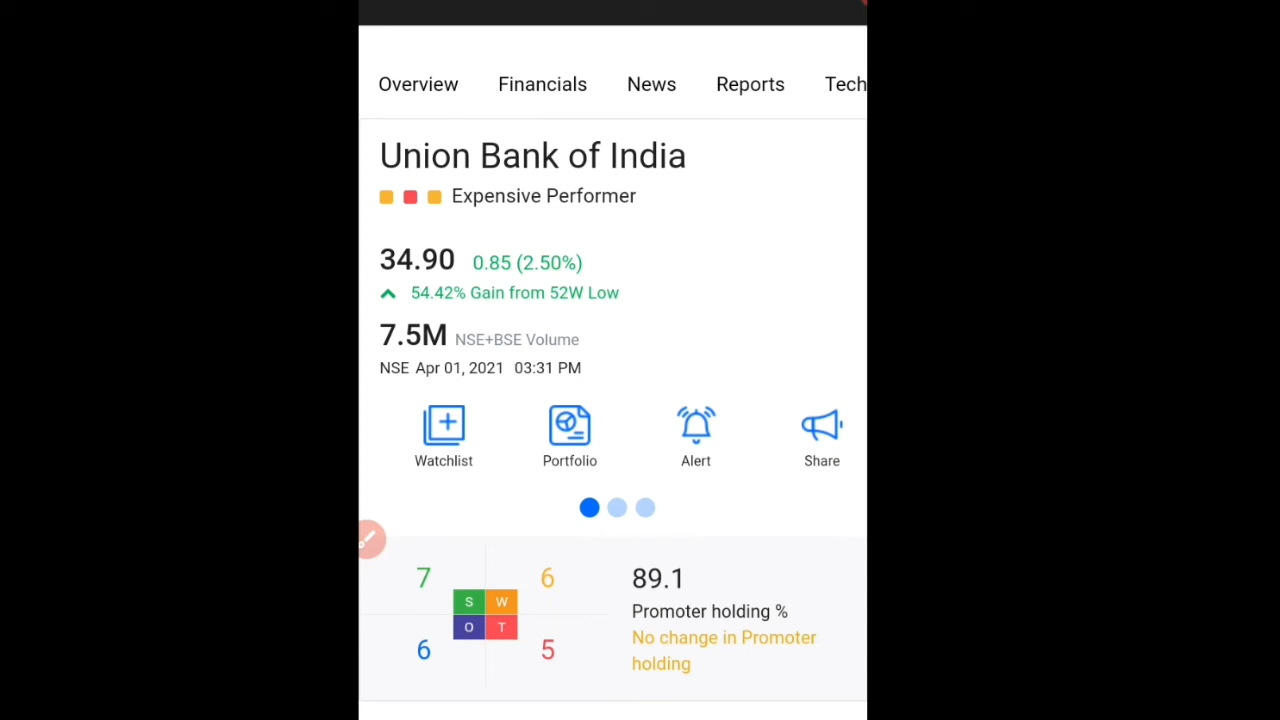 Overview Financials News Reports Tech
Union Bank of India
Expensive Performer
34.90 0.85 (2.50%)
54.42% Gain from 52W Low
7.5M NSE+BSE Volume
NSE Apr 01, 2021 03:31 PM
Watchlist Portfolio Alert Share
7 6
S W
O T
6 5
89.1
Promoter holding %
No change in Promoter
holding